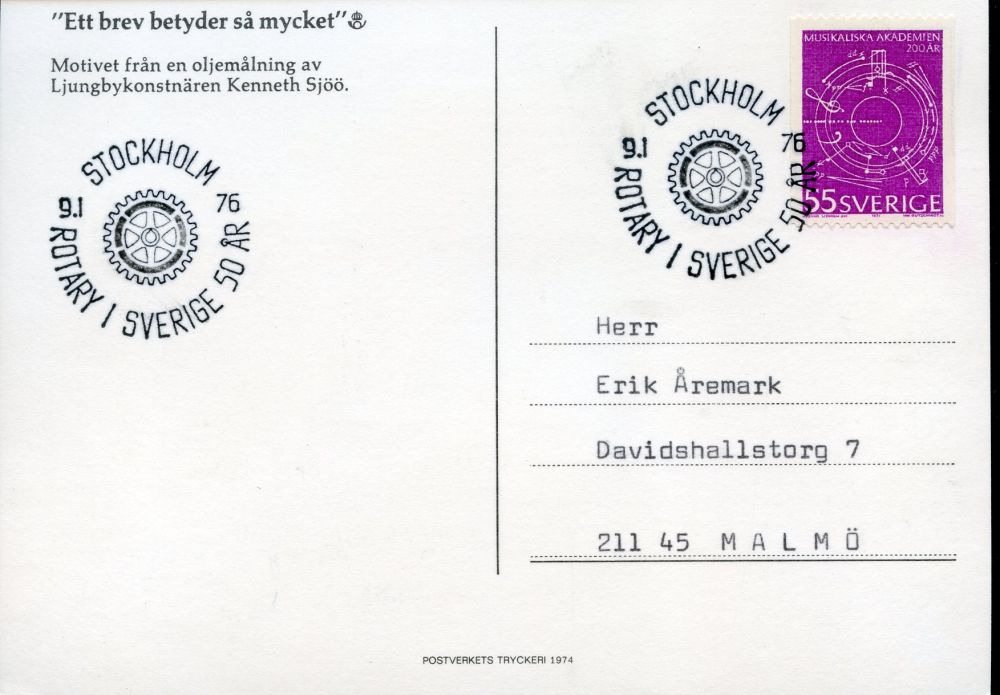 "Ett brev betyder så mycket"
Motivet från en oljemålning av
Ljungbykonstnären Kenneth Sjöö.
STOCKHOLM
9.1 76
ROTARY I SVERIGE 50 ÅR
STOCKHOLM
9.1 76
ROTARY I SVERIGE 50 ÅR
MUSIKALISKA AKADEMIEN
200 ÅR
55 SVERIGE
1971
Herr
Erik Åremark
Davidshallstorg 7
211 45 M A L M Ö
POSTVERKETS TRYCKERI 1974